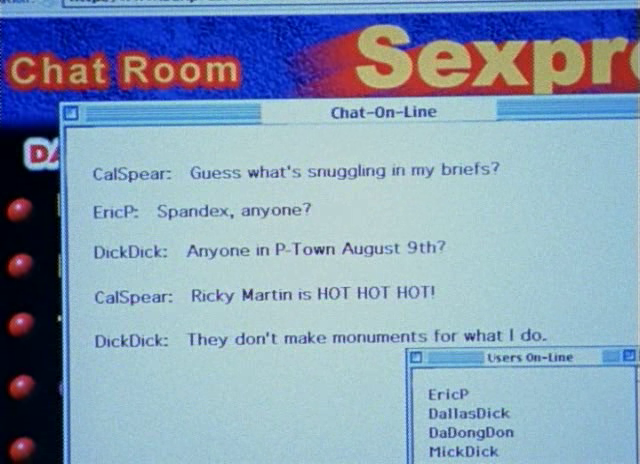 Chat Room
Sexpr
Chat-On-Line
CalSpear: Guess what's snuggling in my briefs?
EricP: Spandex, anyone?
DickDick: Anyone in P-Town August 9th?
CalSpear: Ricky Martin is HOT HOT HOT!
DickDick: They don't make monuments for what I do.
Users On-Line
EricP
DallasDick
DaDongDon
MickDick